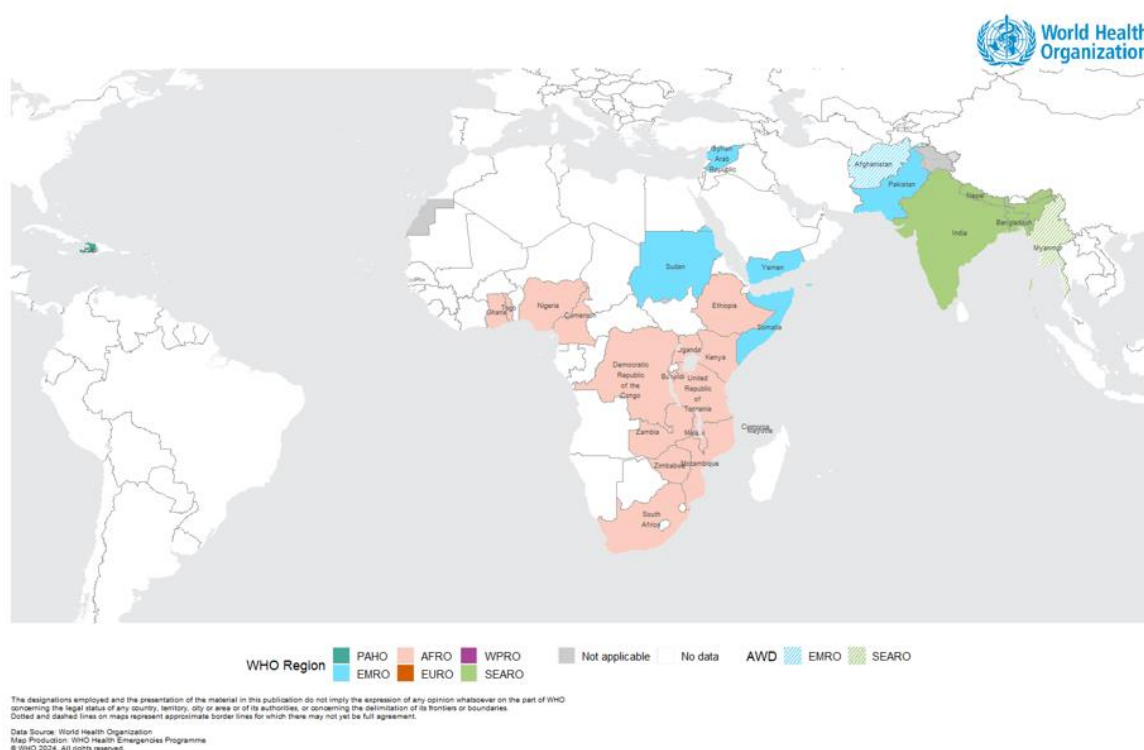 World Health
Organization
Syrian
Arab
Republic
Afghanistan
Pakistan
Nepal
India
Bangladesh
Myanmar
Sudan
Yemen
Nigeria
Togo
Ghana
Cameroon
Ethiopia
Somalia
Uganda
Kenya
Democratic
Republic
of the
Congo
Burundi
United
Republic
of
Tanzania
Zambia
Comoros
Mayotte
Zimbabwe
Mozambique
South
Africa
WHO Region
PAHO
AFRO
WPRO
EMRO
EURO
SEARO
Not applicable
No data
AWD
EMRO
SEARO
The designations employed and the presentation of the material in this publication do not imply the expression of any opinion whatsoever on the part of WHO
concerning the legal status of any country, territory, city or area or of its authorities, or concerning the delimitation of its frontiers or boundaries.
Dotted and dashed lines on maps represent approximate border lines for which there may not yet be full agreement.
Data Source: World Health Organization
Map Production: WHO Health Emergencies Programme
© WHO 2024. All rights reserved.